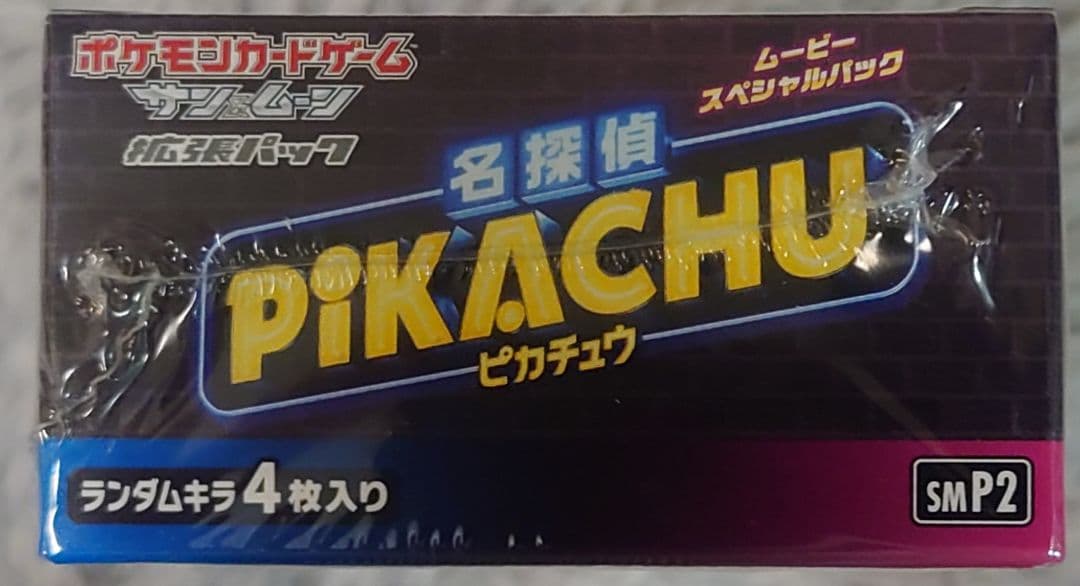 ポケモンカードゲーム
サン&ムーン
拡張パック
ムービー
スペシャルパック
名探偵
PiKACHU
ピカチュウ
ランダムキラ4枚入り
SM P2